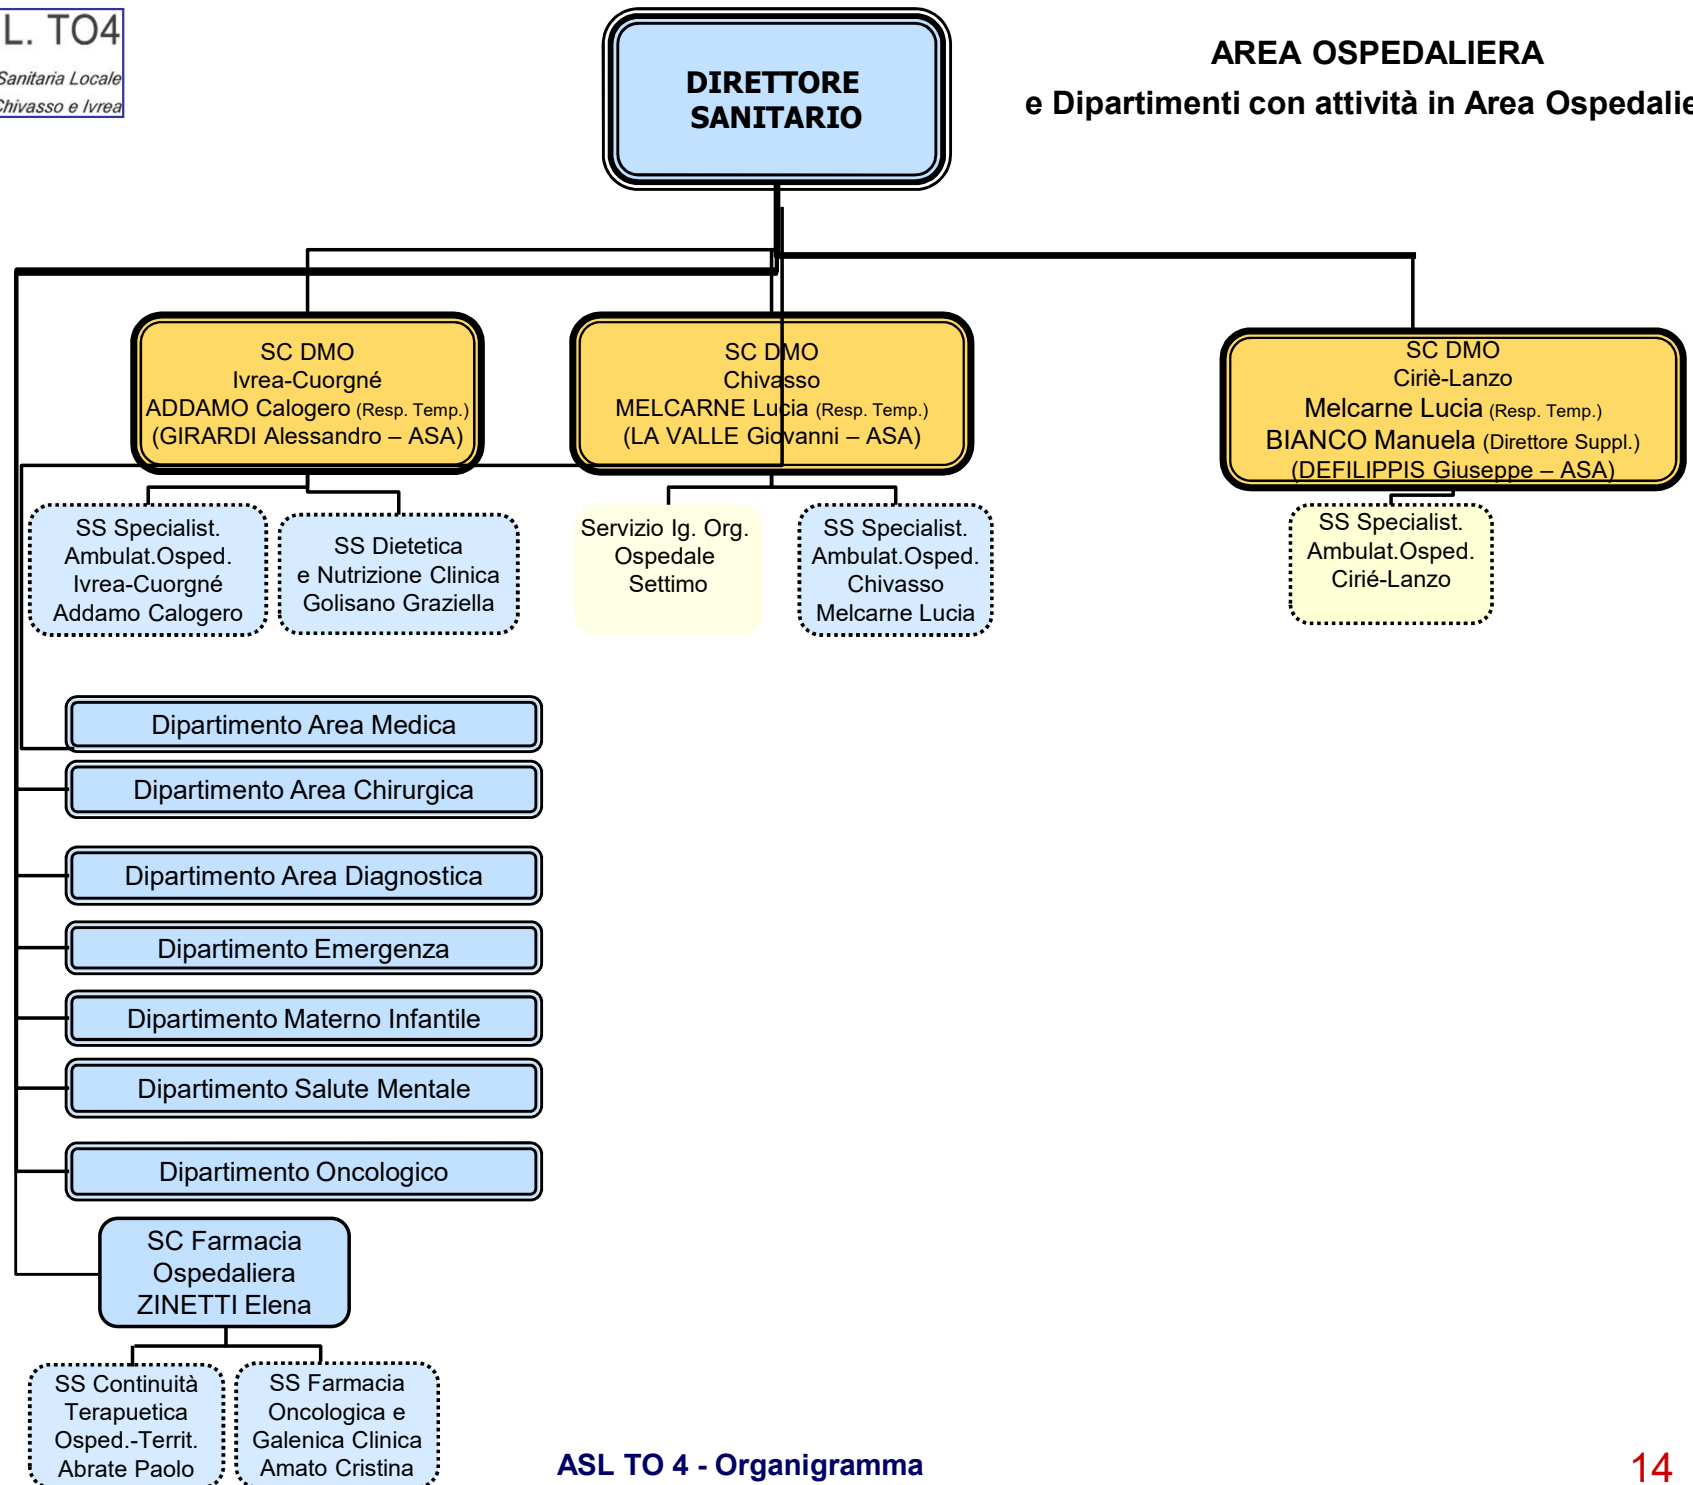 L. TO4
Sanitaria Locale
Chivasso e Ivrea
DIRETTORE
SANITARIO
AREA OSPEDALIERA
e Dipartimenti con attività in Area Ospedalie
SC DMO
Ivrea-Cuorgné
ADDAMO Calogero (Resp. Temp.)
(GIRARDI Alessandro – ASA)
SC DMO
Chivasso
MELCARNE Lucia (Resp. Temp.)
(LA VALLE Giovanni – ASA)
SC DMO
Ciriè-Lanzo
Melcarne Lucia (Resp. Temp.)
BIANCO Manuela (Direttore Suppl.)
(DEFILIPPIS Giuseppe – ASA)
SS Specialist.
Ambulat.Osped.
Ivrea-Cuorgné
Addamo Calogero
SS Dietetica
e Nutrizione Clinica
Golisano Graziella
Servizio Ig. Org.
Ospedale
Settimo
SS Specialist.
Ambulat.Osped.
Chivasso
Melcarne Lucia
SS Specialist.
Ambulat.Osped.
Cirié-Lanzo
Dipartimento Area Medica
Dipartimento Area Chirurgica
Dipartimento Area Diagnostica
Dipartimento Emergenza
Dipartimento Materno Infantile
Dipartimento Salute Mentale
Dipartimento Oncologico
SC Farmacia
Ospedaliera
ZINETTI Elena
SS Continuità
Terapuetica
Osped.-Territ.
Abrate Paolo
SS Farmacia
Oncologica e
Galenica Clinica
Amato Cristina
ASL TO 4 - Organigramma
14